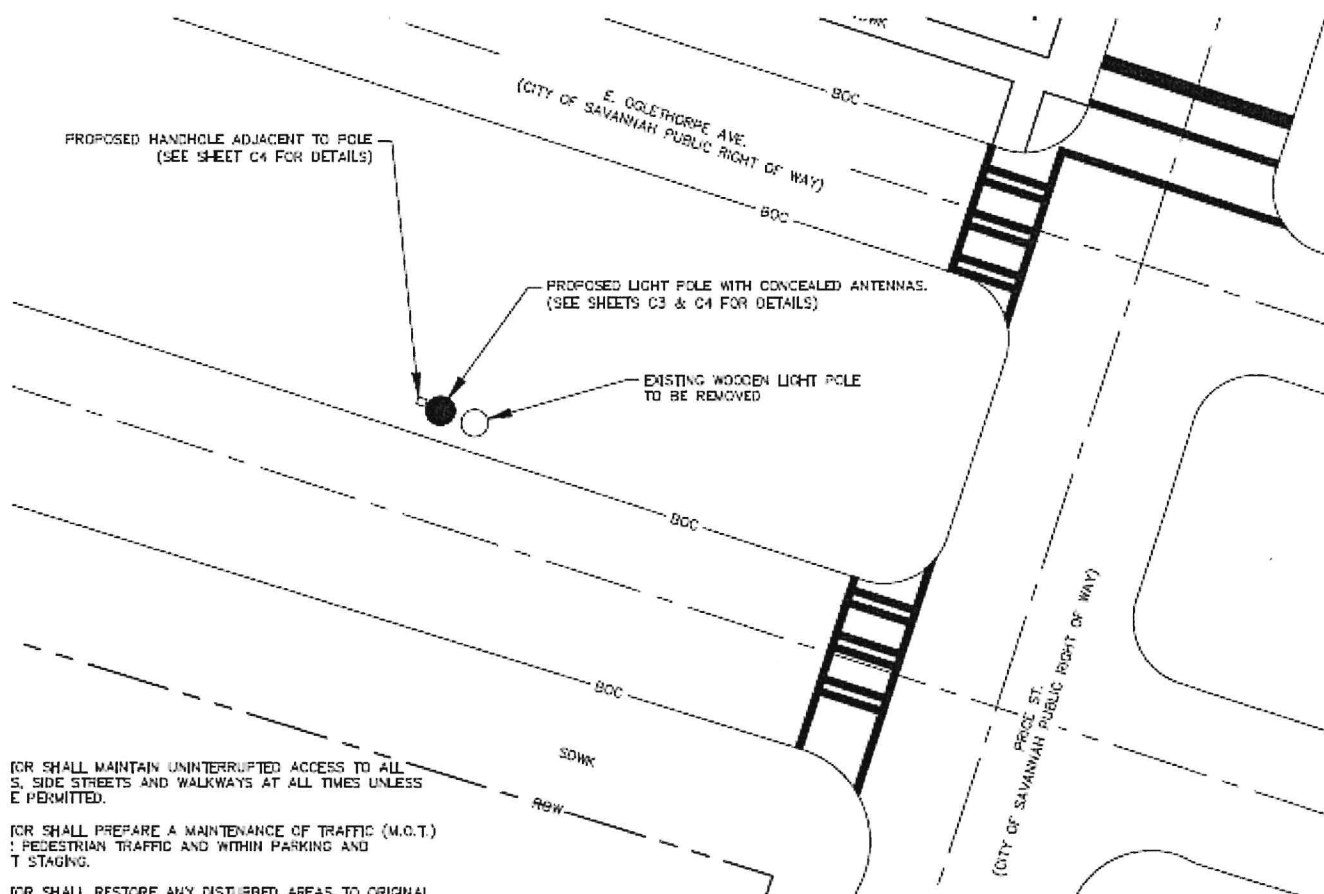 SDWK
BOC
E. OGLETHORPE AVE.
(CITY OF SAVANNAH PUBLIC RIGHT OF WAY)
PROPOSED HANDHOLE ADJACENT TO POLE
(SEE SHEET C4 FOR DETAILS)
BOC
PROPOSED LIGHT POLE WITH CONCEALED ANTENNAS.
(SEE SHEETS C3 & C4 FOR DETAILS)
EXISTING WOODEN LIGHT POLE
TO BE REMOVED
BOC
PRICE ST.
(CITY OF SAVANNAH PUBLIC RIGHT OF WAY)
BOC
SDWK
ROW
TOR SHALL MAINTAIN UNINTERRUPTED ACCESS TO ALL
S, SIDE STREETS AND WALKWAYS AT ALL TIMES UNLESS
E PERMITTED.
TOR SHALL PREPARE A MAINTENANCE OF TRAFFIC (M.O.T.)
PEDESTRIAN TRAFFIC AND WITHIN PARKING AND
T STAGING.
TOR SHALL RESTORE ANY DISTURBED AREAS TO ORIGINAL